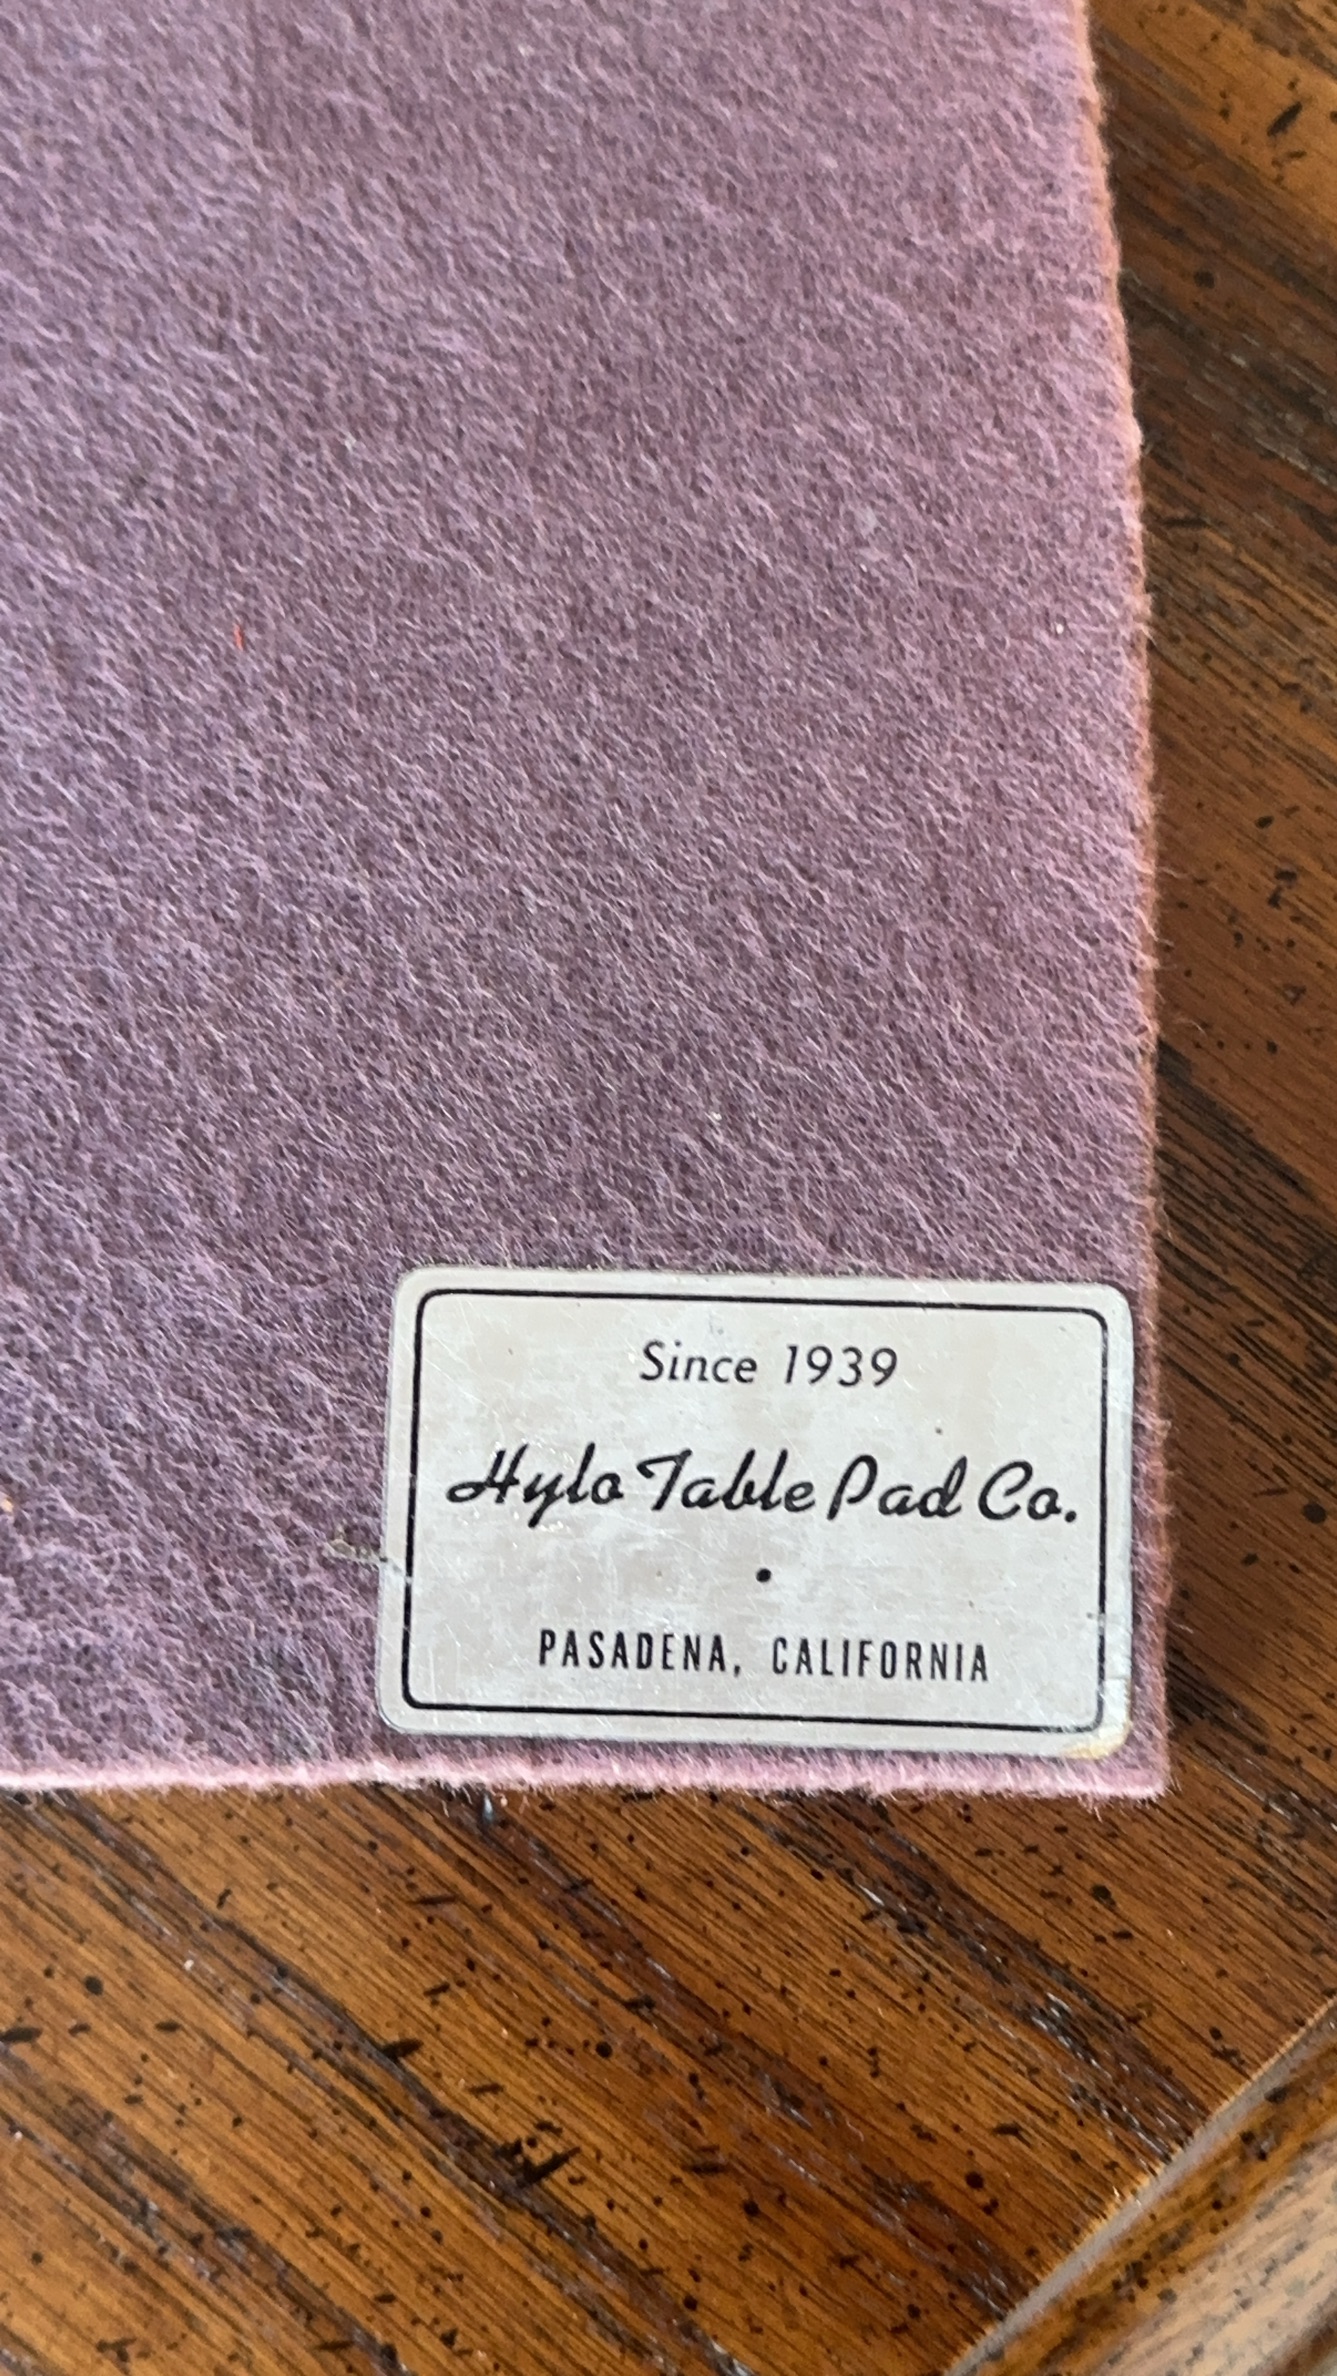 Since 1939
Hylo Table Pad Co.
•
PASADENA, CALIFORNIA